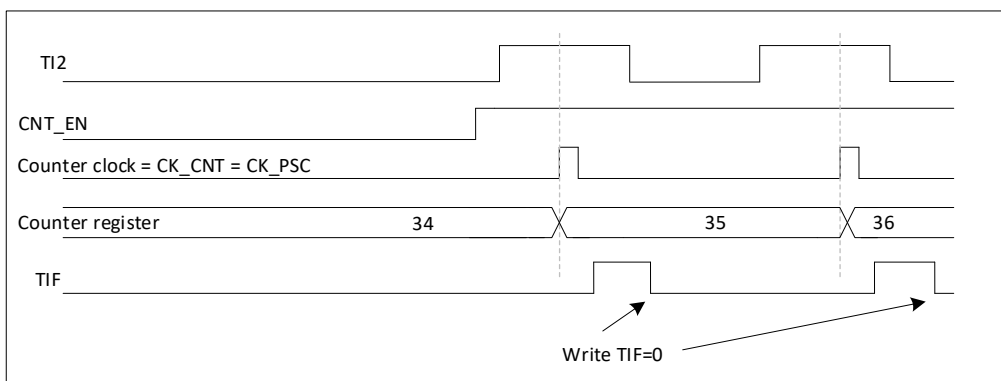 TI2
CNT_EN
Counter clock = CK_CNT = CK_PSC
Counter register 34 35 36
TIF
Write TIF=0